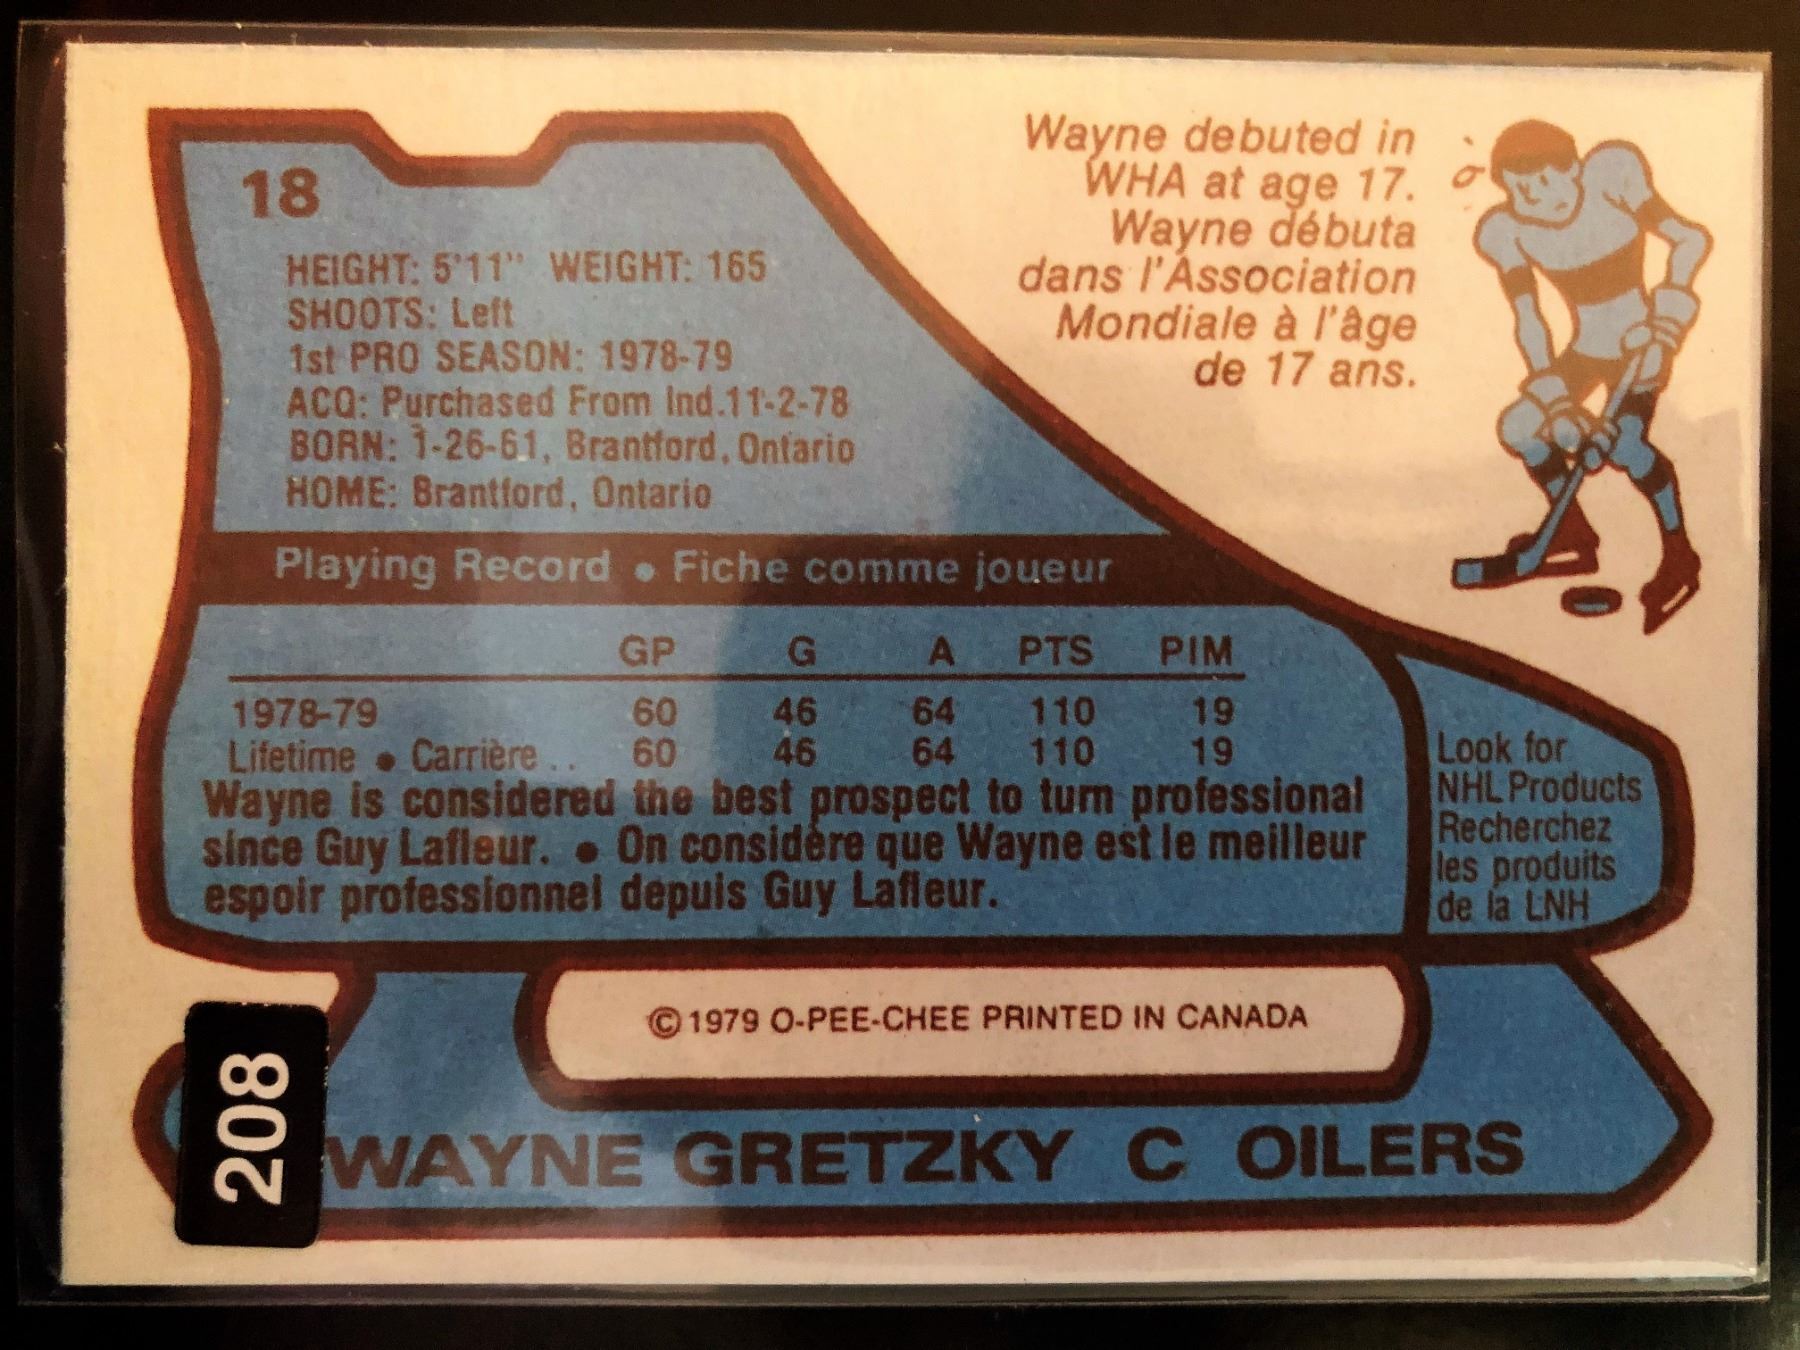 18
HEIGHT: 5'11" WEIGHT: 165
SHOOTS: Left
1st PRO SEASON: 1978-79
ACQ: Purchased From Ind.11-2-78
BORN: 1-26-61, Brantford, Ontario
HOME: Brantford, Ontario
Wayne debuted in
WHA at age 17.
Wayne débuta
dans l'Association
Mondiale à l'âge
de 17 ans.
Playing Record • Fiche comme joueur
GP G A PTS PIM
1978-79 60 46 64 110 19
Lifetime • Carrière .. 60 46 64 110 19
Wayne is considered the best prospect to turn professional
since Guy Lafleur. • On considère que Wayne est le meilleur
espoir professionnel depuis Guy Lafleur.
Look for
NHL Products
Recherchez
les produits
de la LNH
© 1979 O-PEE-CHEE PRINTED IN CANADA
208
WAYNE GRETZKY C OILERS